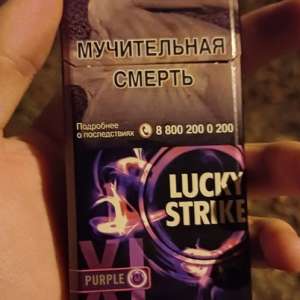 МУЧИТЕЛЬНАЯ
СМЕРТЬ
Подробнее
о последствиях 8 800 200 0 200
LUCKY
STRIKE
XL
PURPLE